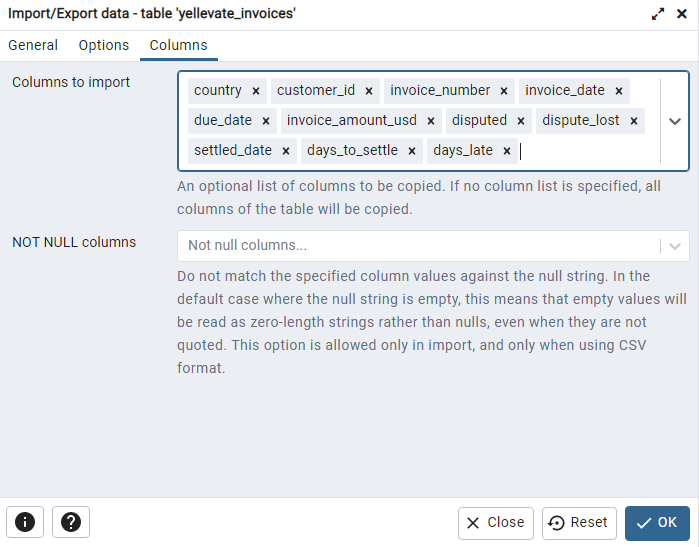 Import/Export data - table 'yellevate_invoices'
General Options Columns
Columns to import
country × customer_id × invoice_number × invoice_date ×
due_date × invoice_amount_usd × disputed × dispute_lost ×
settled_date × days_to_settle × days_late ×
An optional list of columns to be copied. If no column list is specified, all
columns of the table will be copied.
NOT NULL columns
Not null columns...
Do not match the specified column values against the null string. In the
default case where the null string is empty, this means that empty values will
be read as zero-length strings rather than nulls, even when they are not
quoted. This option is allowed only in import, and only when using CSV
format.
Close Reset OK